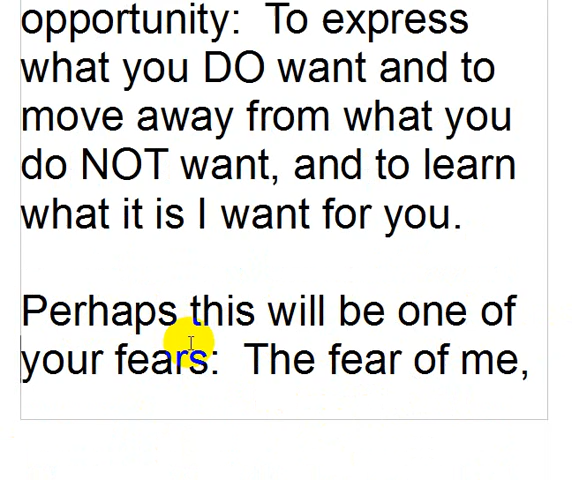 opportunity:  To express
what you DO want and to
move away from what you
do NOT want, and to learn
what it is I want for you.
Perhaps this will be one of
your fears:  The fear of me,